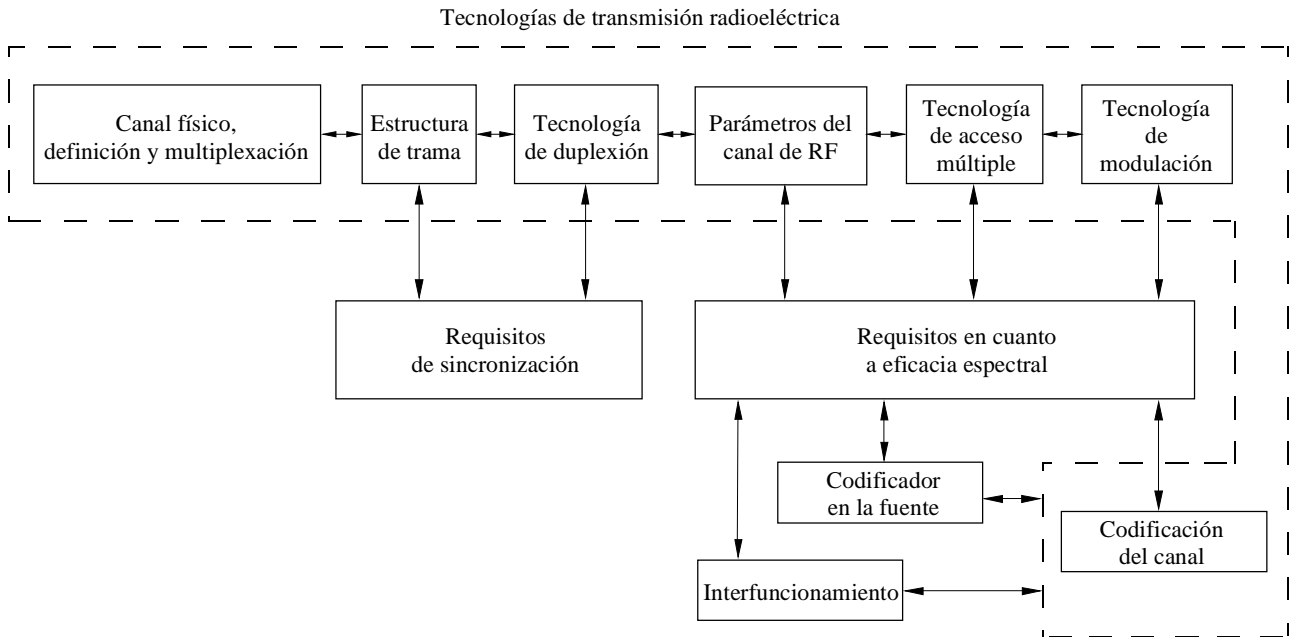 Tecnologías de transmisión radioeléctrica
Canal físico,
definición y multiplexación
Estructura
de trama
Tecnología
de duplexión
Parámetros del
canal de RF
Tecnología
de acceso
múltiple
Tecnología
de
modulación
Requisitos
de sincronización
Requisitos en cuanto
a eficacia espectral
Codificador
en la fuente
Codificación
del canal
Interfuncionamiento